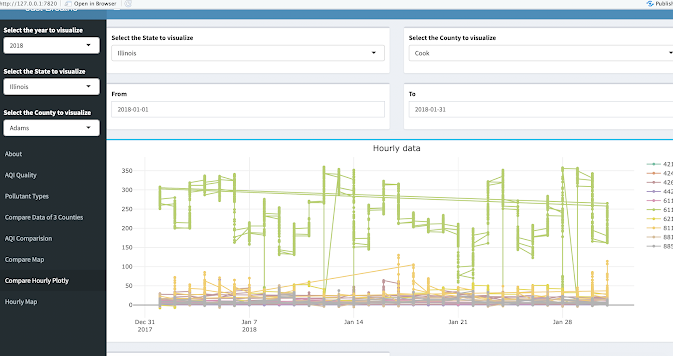 http://127.0.0.1:7820
Open in Browser
Publish
Select the year to visualize
2018
Select the State to visualize
Illinois
Select the County to visualize
Adams
About
AQI Quality
Pollutant Types
Compare Data of 3 Counties
AQI Comparision
Compare Map
Compare Hourly Plotly
Hourly Map
Select the State to visualize
Illinois
Select the County to visualize
Cook
From
2018-01-01
To
2018-01-31
Hourly data
350
300
250
200
150
100
50
0
Dec 31
2017
Jan 7
2018
Jan 14
Jan 21
Jan 28
421
424
426
442
611
611
621
811
881
885